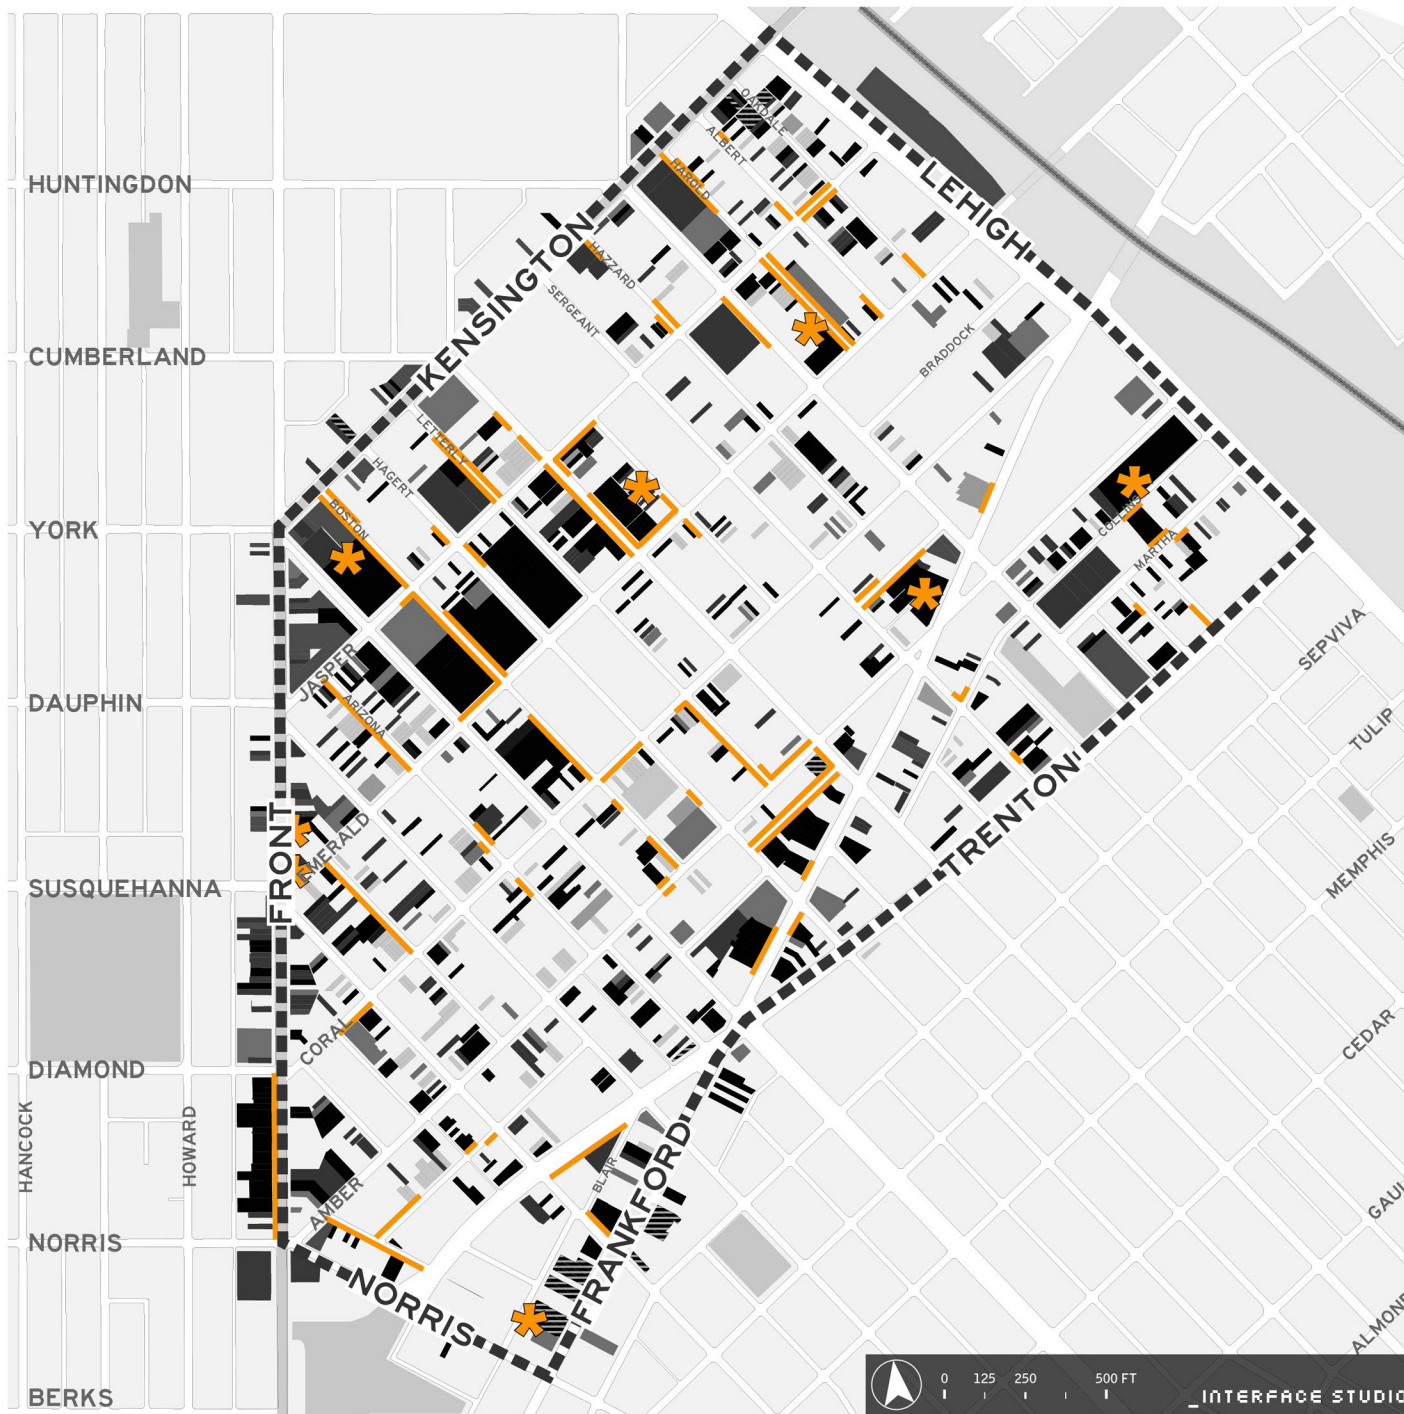 OAKDALE
ALBERT
HAROLD
LEHIGH
HUNTINGDON
KENSINGTON
HAZZARD
SERGEANT
BRADDOCK
CUMBERLAND
LETTERLY
HAGERT
BOSTON
YORK
COLLINS
MARTHA
SEPVIVA
JASPER
ARIZONA
DAUPHIN
TULIP
TRENTON
FRONT
SUSQUEHANNA
MEMPHIS
CORAL
CEDAR
DIAMOND
HANCOCK
HOWARD
BLAIR
FRANKFORD
AMBER
NORRIS
NORRIS
BERKS
0 125 250 500 FT
_INTERFACE STUDIO